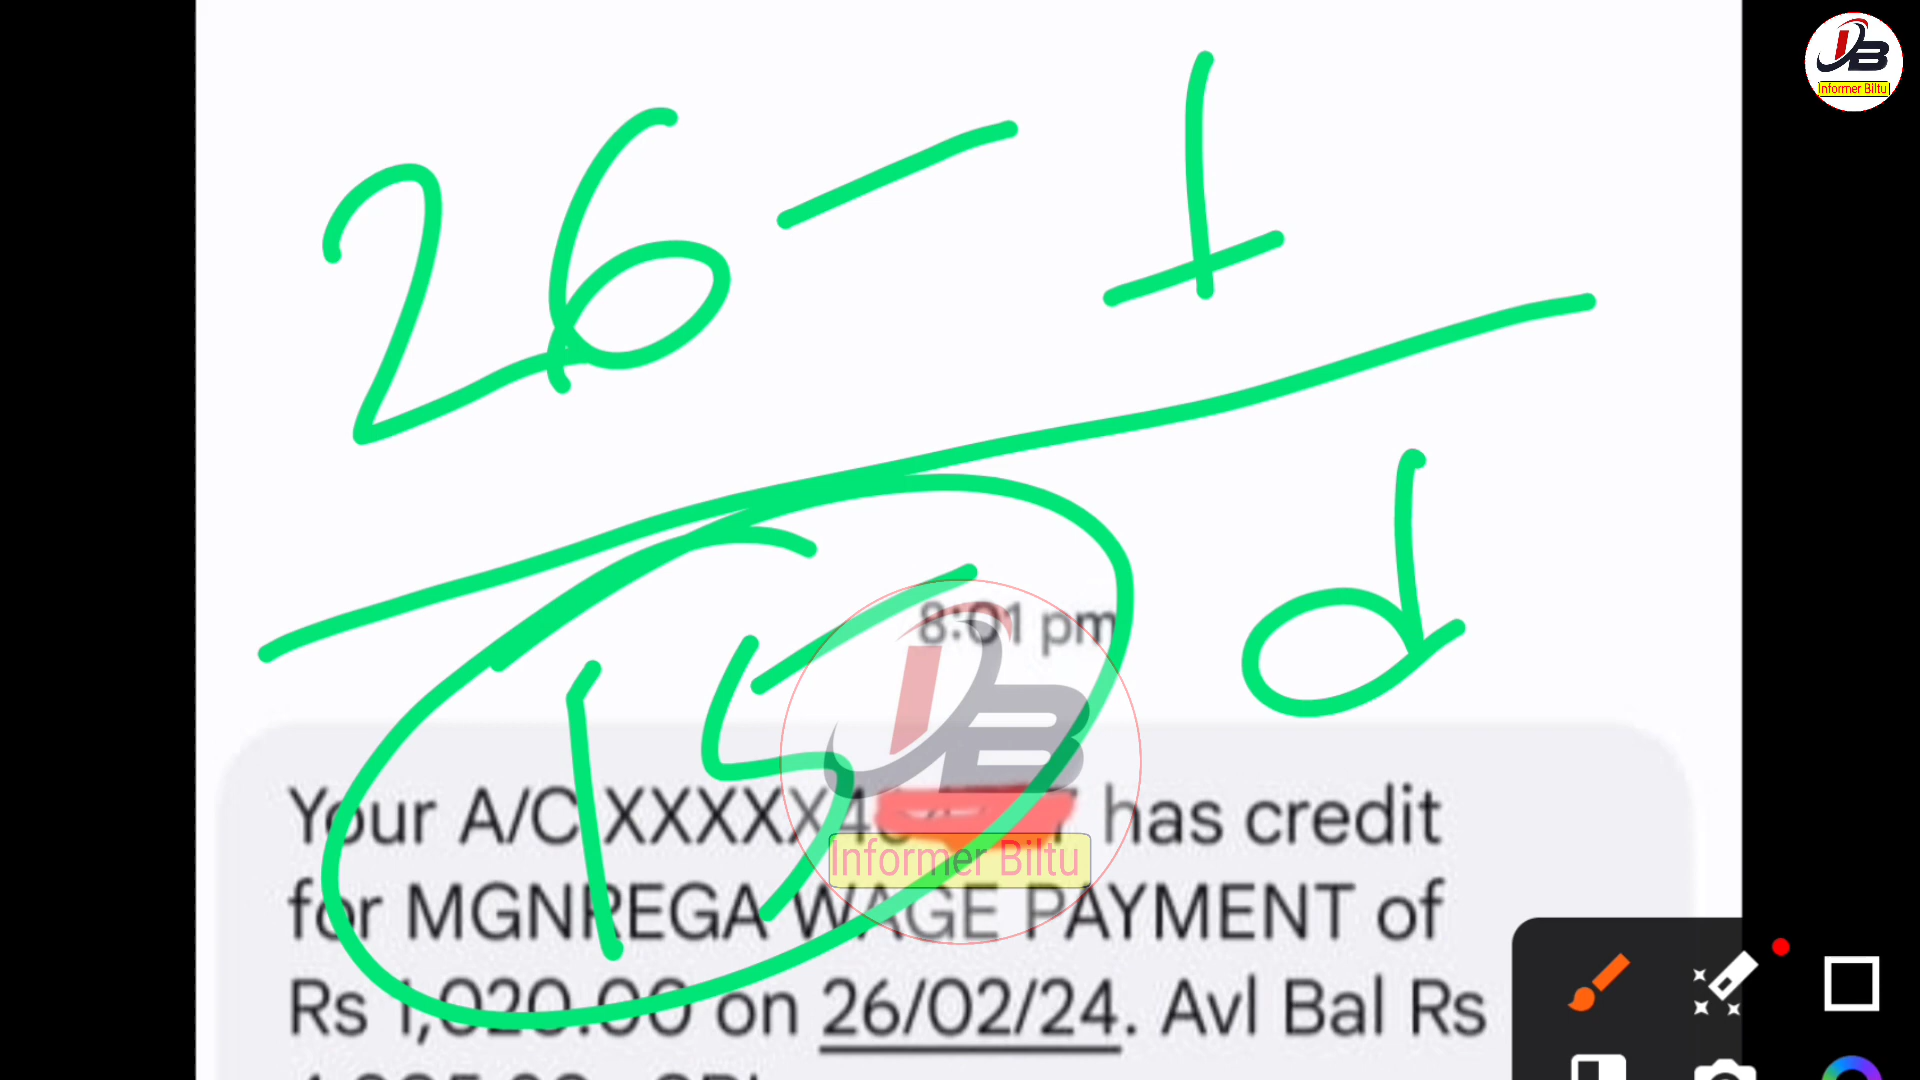 Informer Biltu
26 - 1
15 d
8:01 pm
Your A/C XXXXX4 has credit
Informer Biltu
for MGNREGA WAGE PAYMENT of
Rs 1,020.00 on 26/02/24. Avl Bal Rs